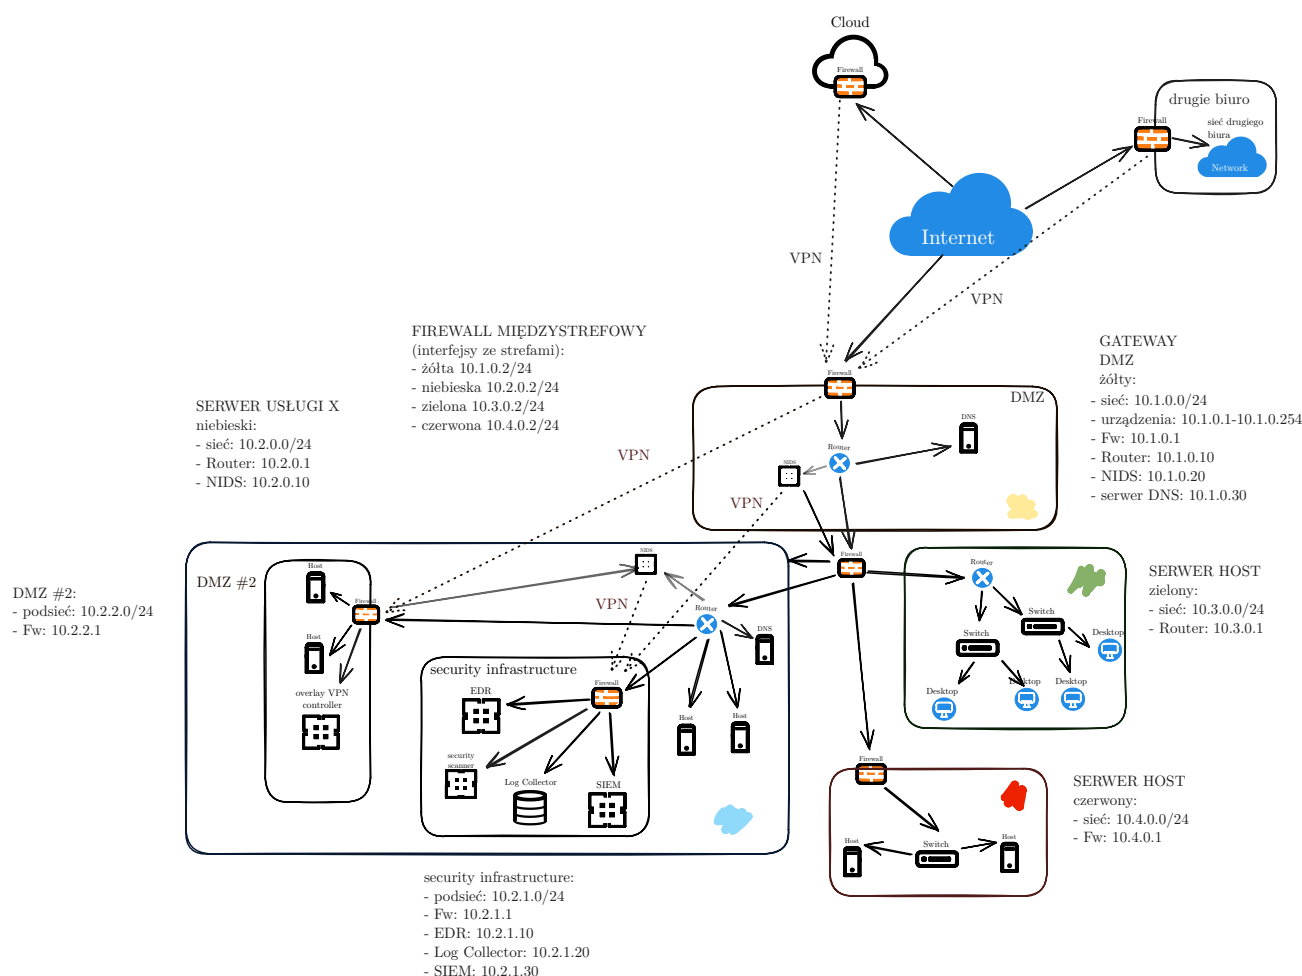 Cloud
Firewall
drugie biuro
Firewall
sieć drugiego
biura
Network
Internet
VPN
VPN
FIREWALL MIĘDZYSTREFOWY
(interfejsy ze strefami):
- żółta 10.1.0.2/24
- niebieska 10.2.0.2/24
- zielona 10.3.0.2/24
- czerwona 10.4.0.2/24
GATEWAY
DMZ
żółty:
- sieć: 10.1.0.0/24
- urządzenia: 10.1.0.1-10.1.0.254
- Fw: 10.1.0.1
- Router: 10.1.0.10
- NIDS: 10.1.0.20
- serwer DNS: 10.1.0.30
SERWER USŁUGI X
niebieski:
- sieć: 10.2.0.0/24
- Router: 10.2.0.1
- NIDS: 10.2.0.10
Firewall
DMZ
DNS
Router
NIDS
VPN
VPN
Firewall
NIDS
DMZ #2
Host
Firewall
Host
overlay VPN
controller
DMZ #2:
- podsieć: 10.2.2.0/24
- Fw: 10.2.2.1
VPN
Router
DNS
Host
Host
security infrastructure
Firewall
EDR
security
scanner
Log Collector
SIEM
Router
Switch
Switch
Desktop
Desktop
Desktop
Desktop
SERWER HOST
zielony:
- sieć: 10.3.0.0/24
- Router: 10.3.0.1
Firewall
Host
Switch
Host
SERWER HOST
czerwony:
- sieć: 10.4.0.0/24
- Fw: 10.4.0.1
security infrastructure:
- podsieć: 10.2.1.0/24
- Fw: 10.2.1.1
- EDR: 10.2.1.10
- Log Collector: 10.2.1.20
- SIEM: 10.2.1.30